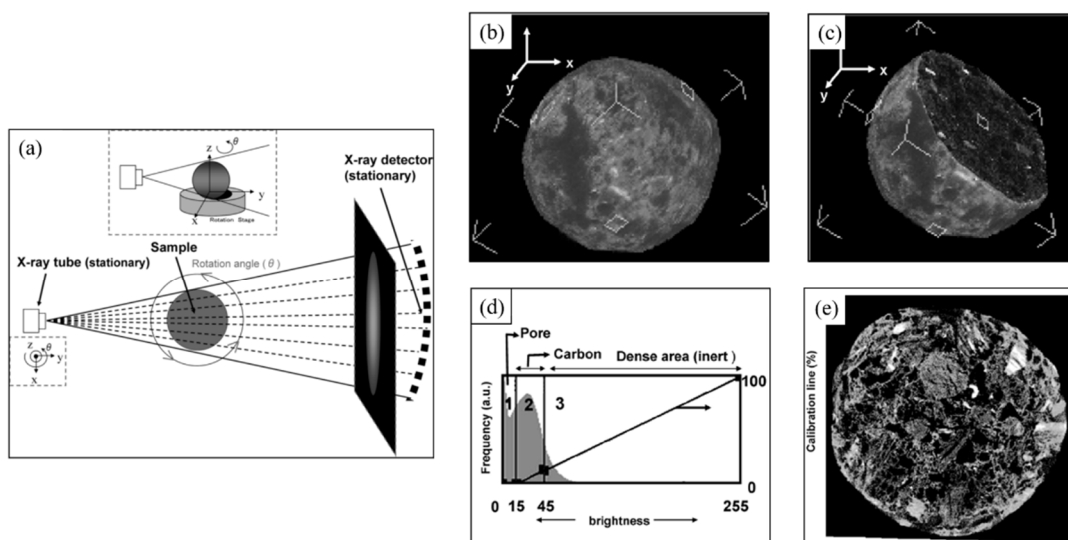 (a)
z
θ
y
x
Rotation Stage
X-ray detector
(stationary)
Sample
X-ray tube (stationary)
Rotation angle (θ)
z
θ
y
x
(b)
x
y
(c)
x
y
(d)
Pore
Carbon
Dense area (inert)
Frequency (a.u.)
1
2
3
100
0
0 15 45 255
brightness
Calibration line (%)
(e)